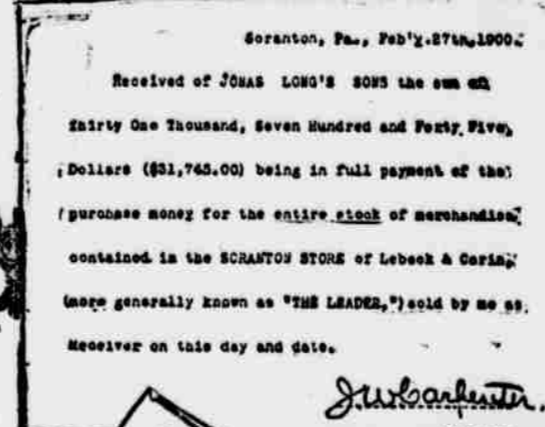 Scranton, Pa., Feb'y.27th,1900.
Received of JONAS LONG'S SONS the sum of
Thirty One Thousand, Seven Hundred and Forty Five,
Dollars ($31,745.00) being in full payment of the
purchase money for the entire stock of merchandise,
contained in the SCRANTON STORE of Lebeck & Corin,
(more generally known as "THE LEADER,") sold by me as
Receiver on this day and date.
J.W.Carpenter.